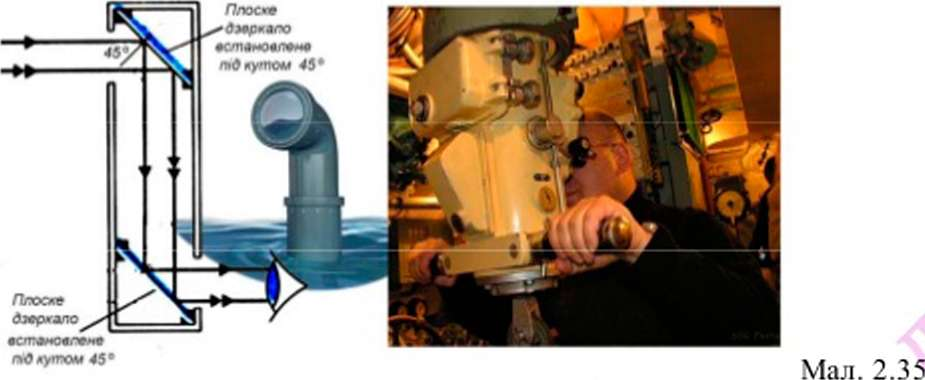 Плоске
дзеркало
встановлене
під кутом 45°
45°
Плоске
дзеркало
встановлене
під кутом 45°
Мал. 2.35